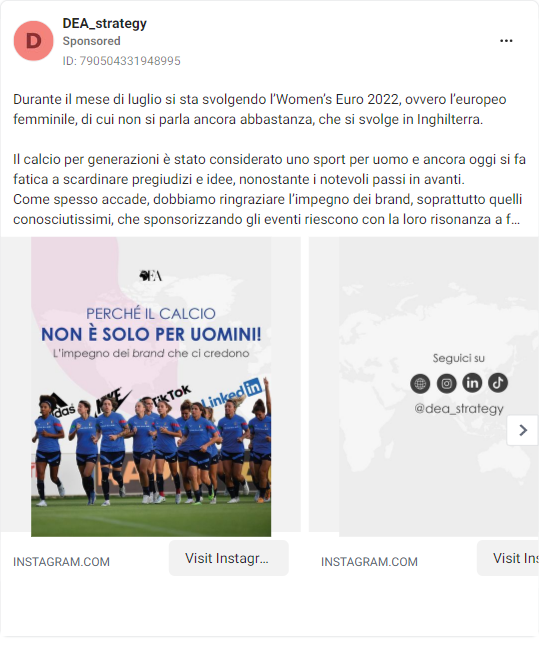 DEA_strategy
Sponsored
ID: 790504331948995
Durante il mese di luglio si sta svolgendo l'Women's Euro 2022, ovvero l'europeo
femminile, di cui non si parla ancora abbastanza, che si svolge in Inghilterra.
Il calcio per generazioni è stato considerato uno sport per uomo e ancora oggi si fa
fatica a scardinare pregiudizi e idee, nonostante i notevoli passi in avanti.
Come spesso accade, dobbiamo ringraziare l'impegno dei brand, soprattutto quelli
conosciutissimi, che sponsorizzando gli eventi riescono con la loro risonanza a f...
D
DEA
PERCHÉ IL CALCIO
NON È SOLO PER UOMINI!
L'impegno dei brand che ci credono
TikTok
LinkedIn
Seguici su
@dea_strategy
INSTAGRAM.COM
Visit Instagr...
INSTAGRAM.COM
Visit Ins